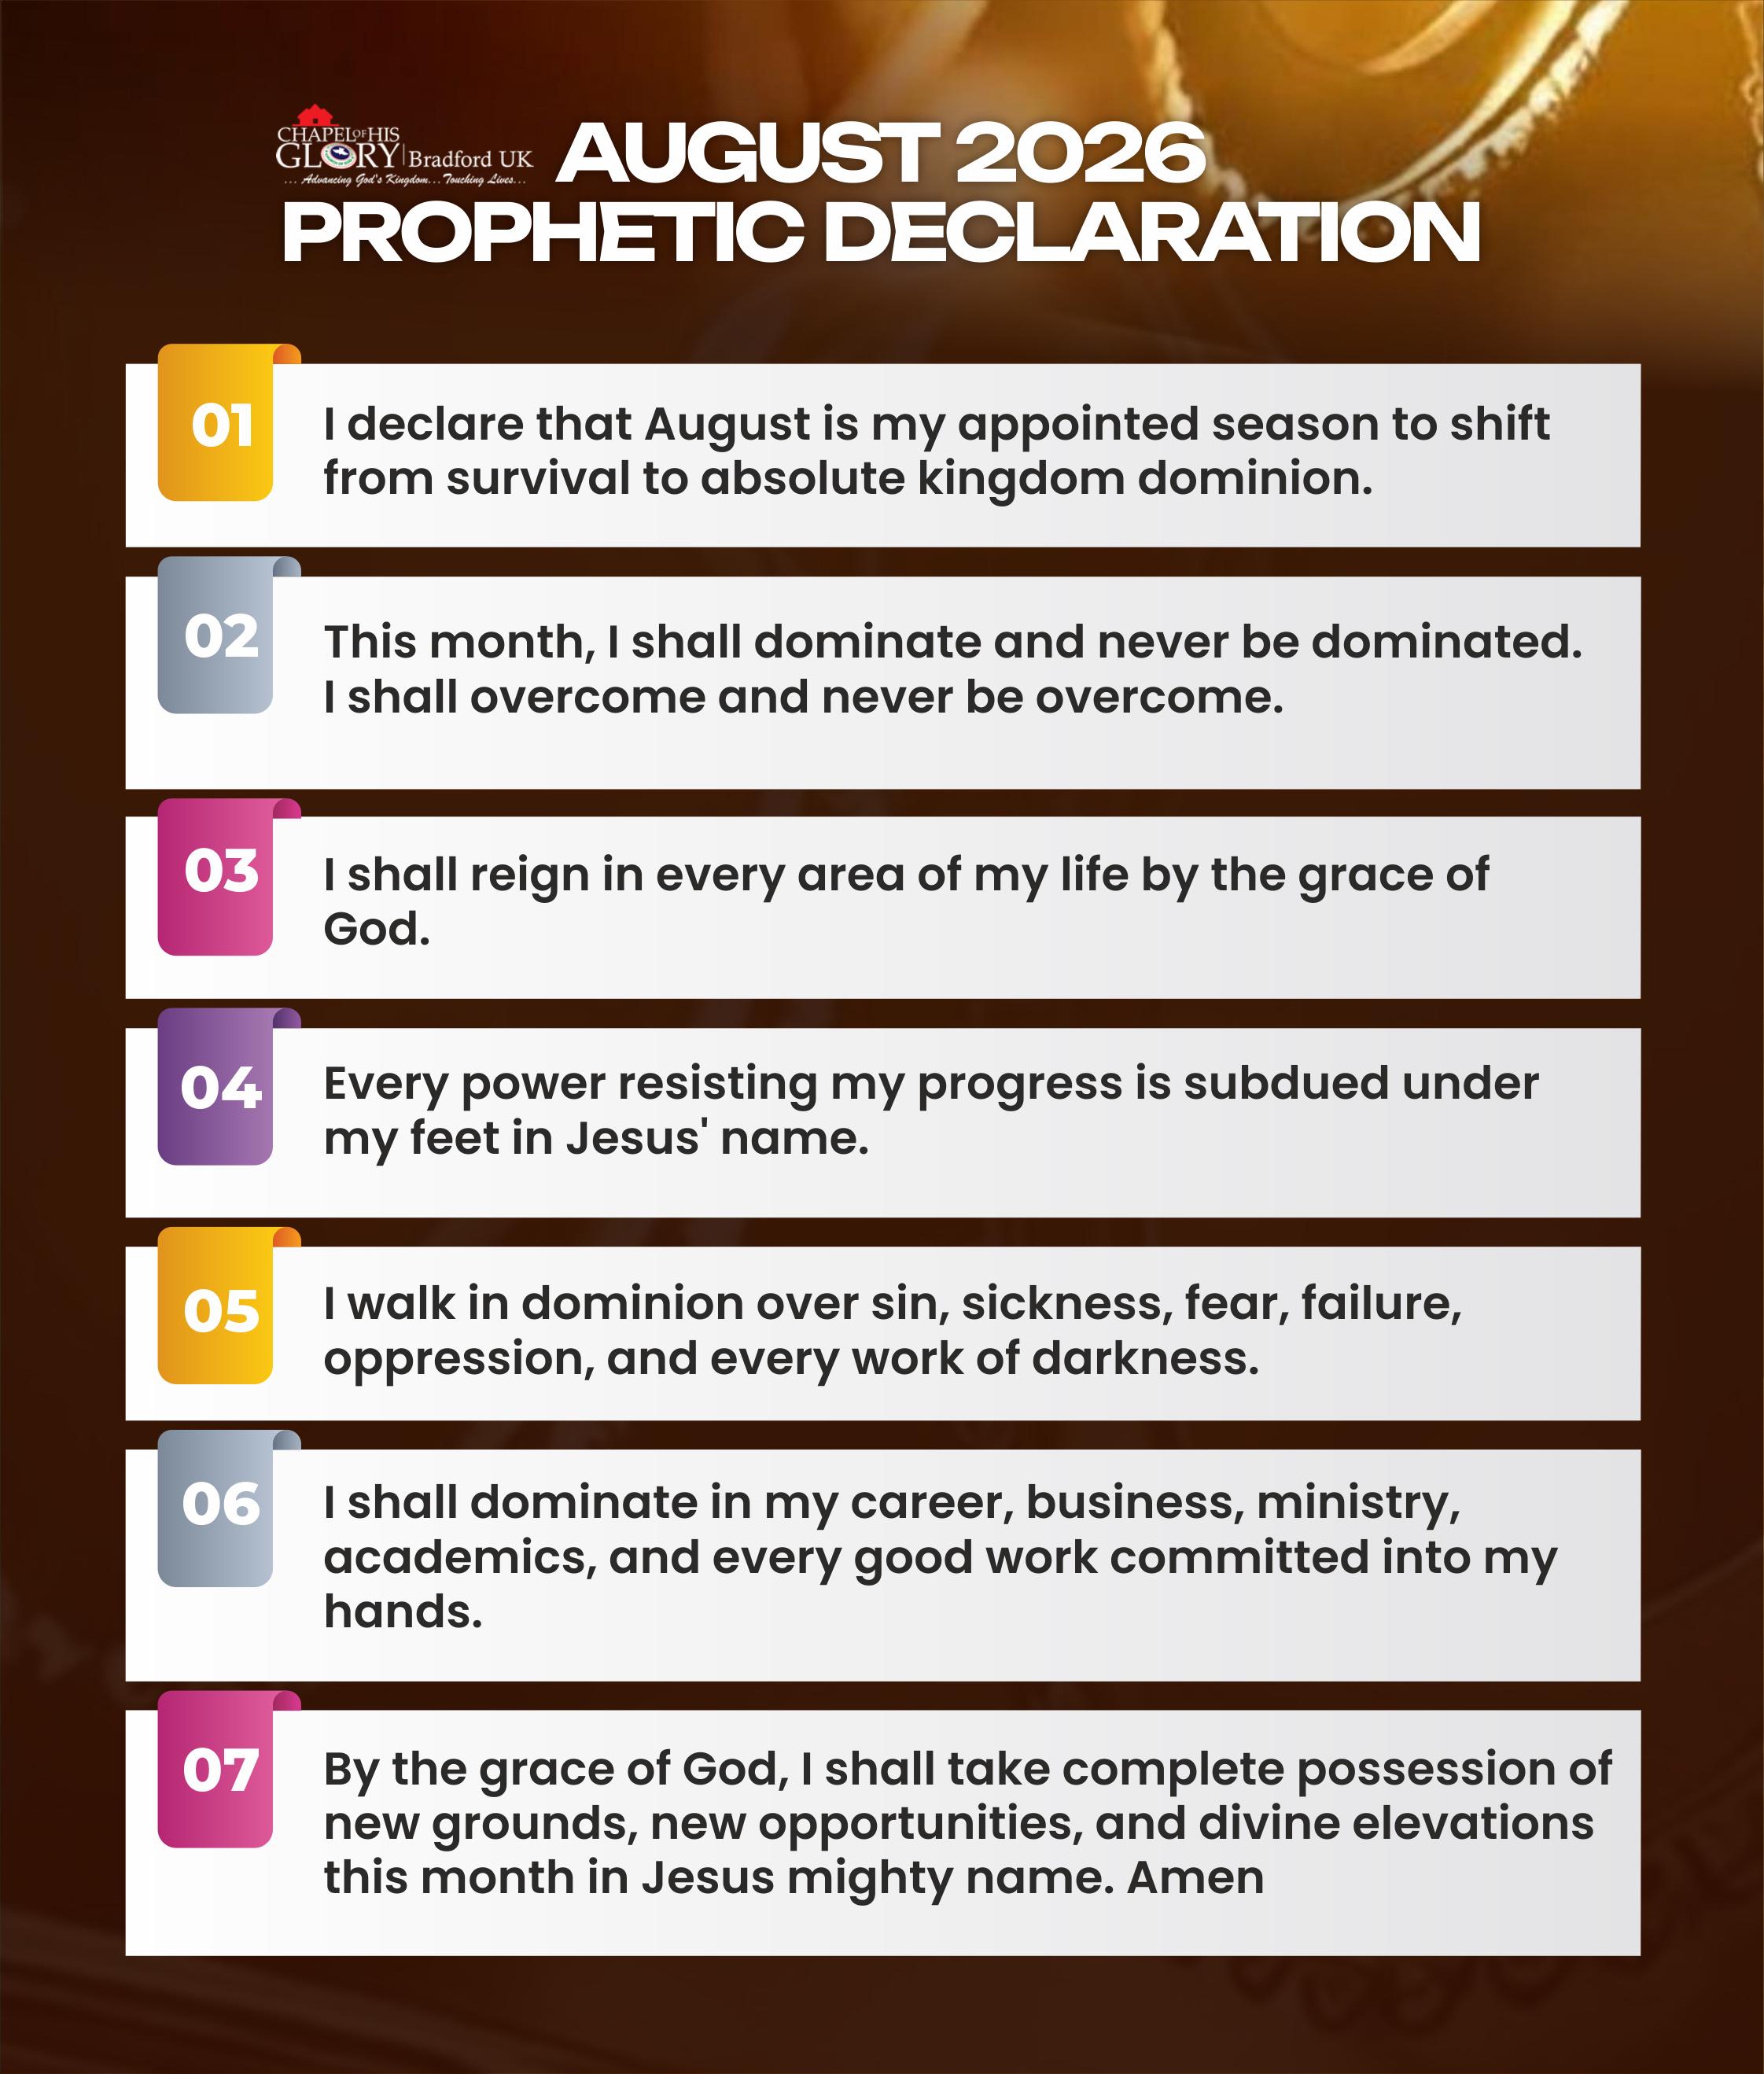 CHAPEL OF HIS
GLORY Bradford UK
... Advancing God's Kingdom... Touching Lives...
AUGUST 2026
PROPHETIC DECLARATION
01
I declare that August is my appointed season to shift
from survival to absolute kingdom dominion.
02
This month, I shall dominate and never be dominated.
I shall overcome and never be overcome.
03
I shall reign in every area of my life by the grace of
God.
04
Every power resisting my progress is subdued under
my feet in Jesus' name.
05
I walk in dominion over sin, sickness, fear, failure,
oppression, and every work of darkness.
06
I shall dominate in my career, business, ministry,
academics, and every good work committed into my
hands.
07
By the grace of God, I shall take complete possession of
new grounds, new opportunities, and divine elevations
this month in Jesus mighty name. Amen